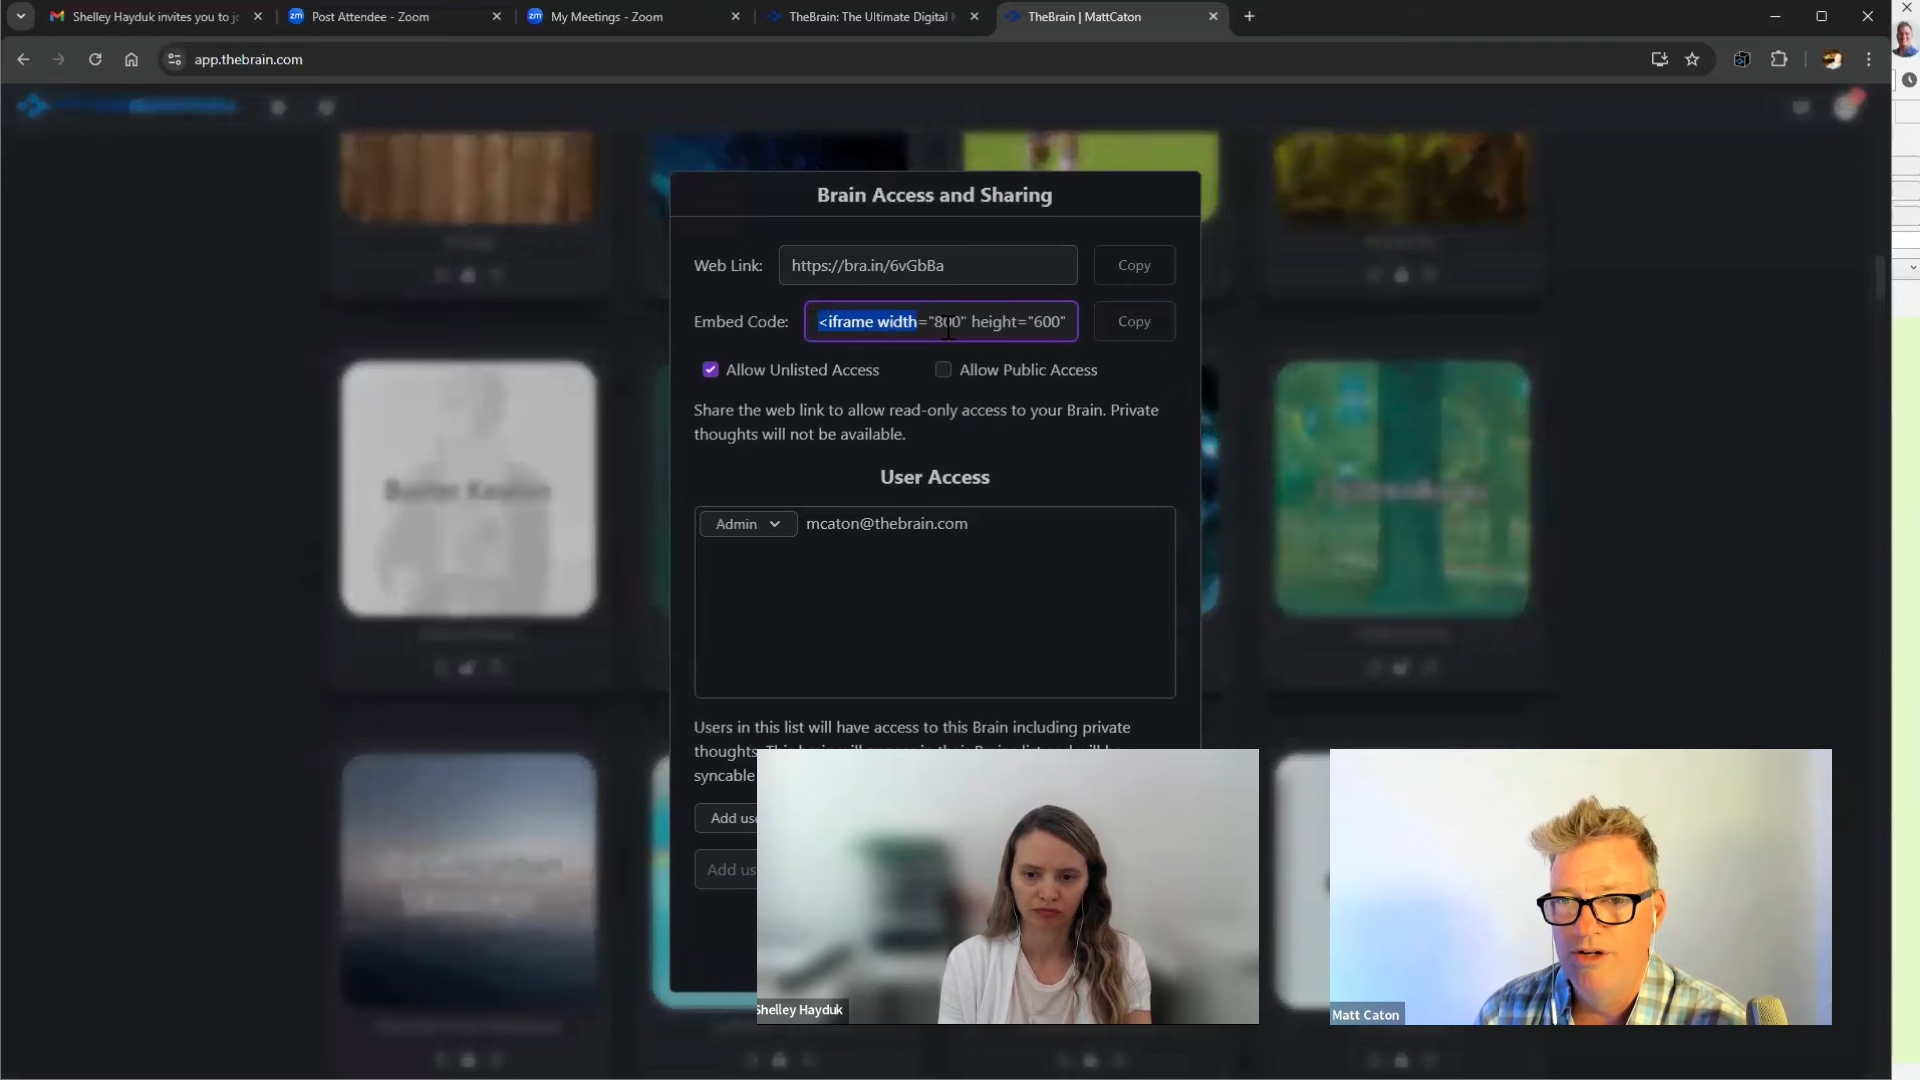 Shelley Hayduk invites you to jo
Post Attendee - Zoom
My Meetings - Zoom
TheBrain: The Ultimate Digital
TheBrain | MattCaton
app.thebrain.com
Brain Access and Sharing
Web Link: https://bra.in/6vGbBa Copy
Embed Code: <iframe width="800" height="600" Copy
Allow Unlisted Access Allow Public Access
Share the web link to allow read-only access to your Brain. Private
thoughts will not be available.
User Access
Admin mcaton@thebrain.com
Users in this list will have access to this Brain including private
thoughts.
syncable
Add use
Add us
Buster Keaton
Shelley Hayduk
Matt Caton